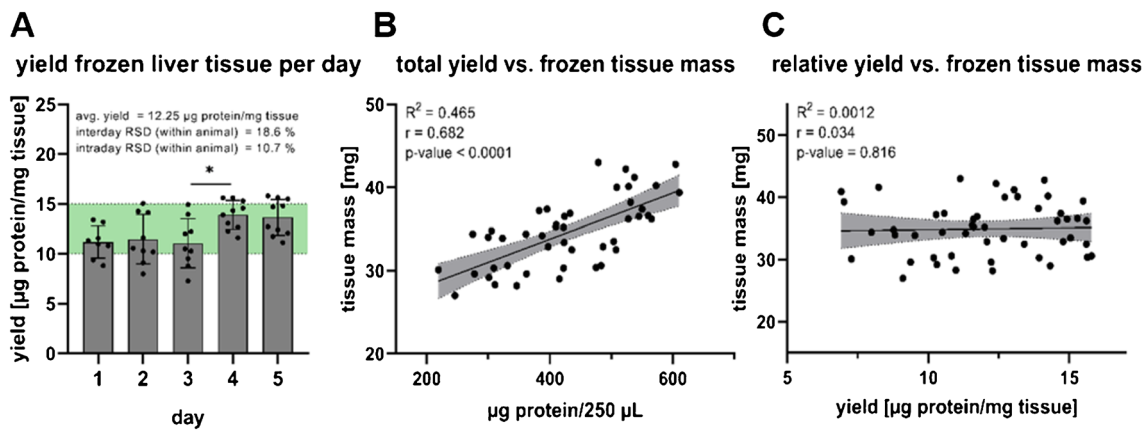 A
yield frozen liver tissue per day
yield [µg protein/mg tissue]
25
20
15
10
5
0
avg. yield = 12.25 µg protein/mg tissue
interday RSD (within animal) = 18.6 %
intraday RSD (within animal) = 10.7 %
*
1 2 3 4 5
day
B
total yield vs. frozen tissue mass
tissue mass [mg]
50
40
30
20
R² = 0.465
r = 0.682
p-value < 0.0001
200 400 600
µg protein/250 µL
C
relative yield vs. frozen tissue mass
tissue mass [mg]
50
40
30
20
R² = 0.0012
r = 0.034
p-value = 0.816
5 10 15
yield [µg protein/mg tissue]